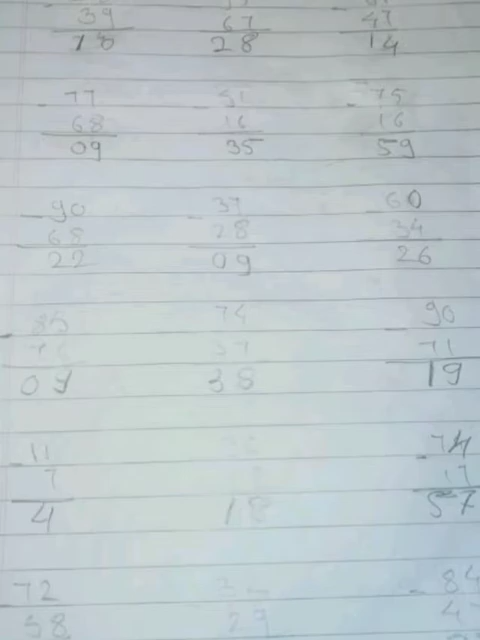 39 67 47
18 28 14
- 77 - 51 - 75
68 16 16
09 35 59
- 90 - 37 60
68 28 34
22 09 26
- 85 74 - 90
37 71
09 38 19
- 11 - 74
7 17
4 18 57
72 - 84
58 29